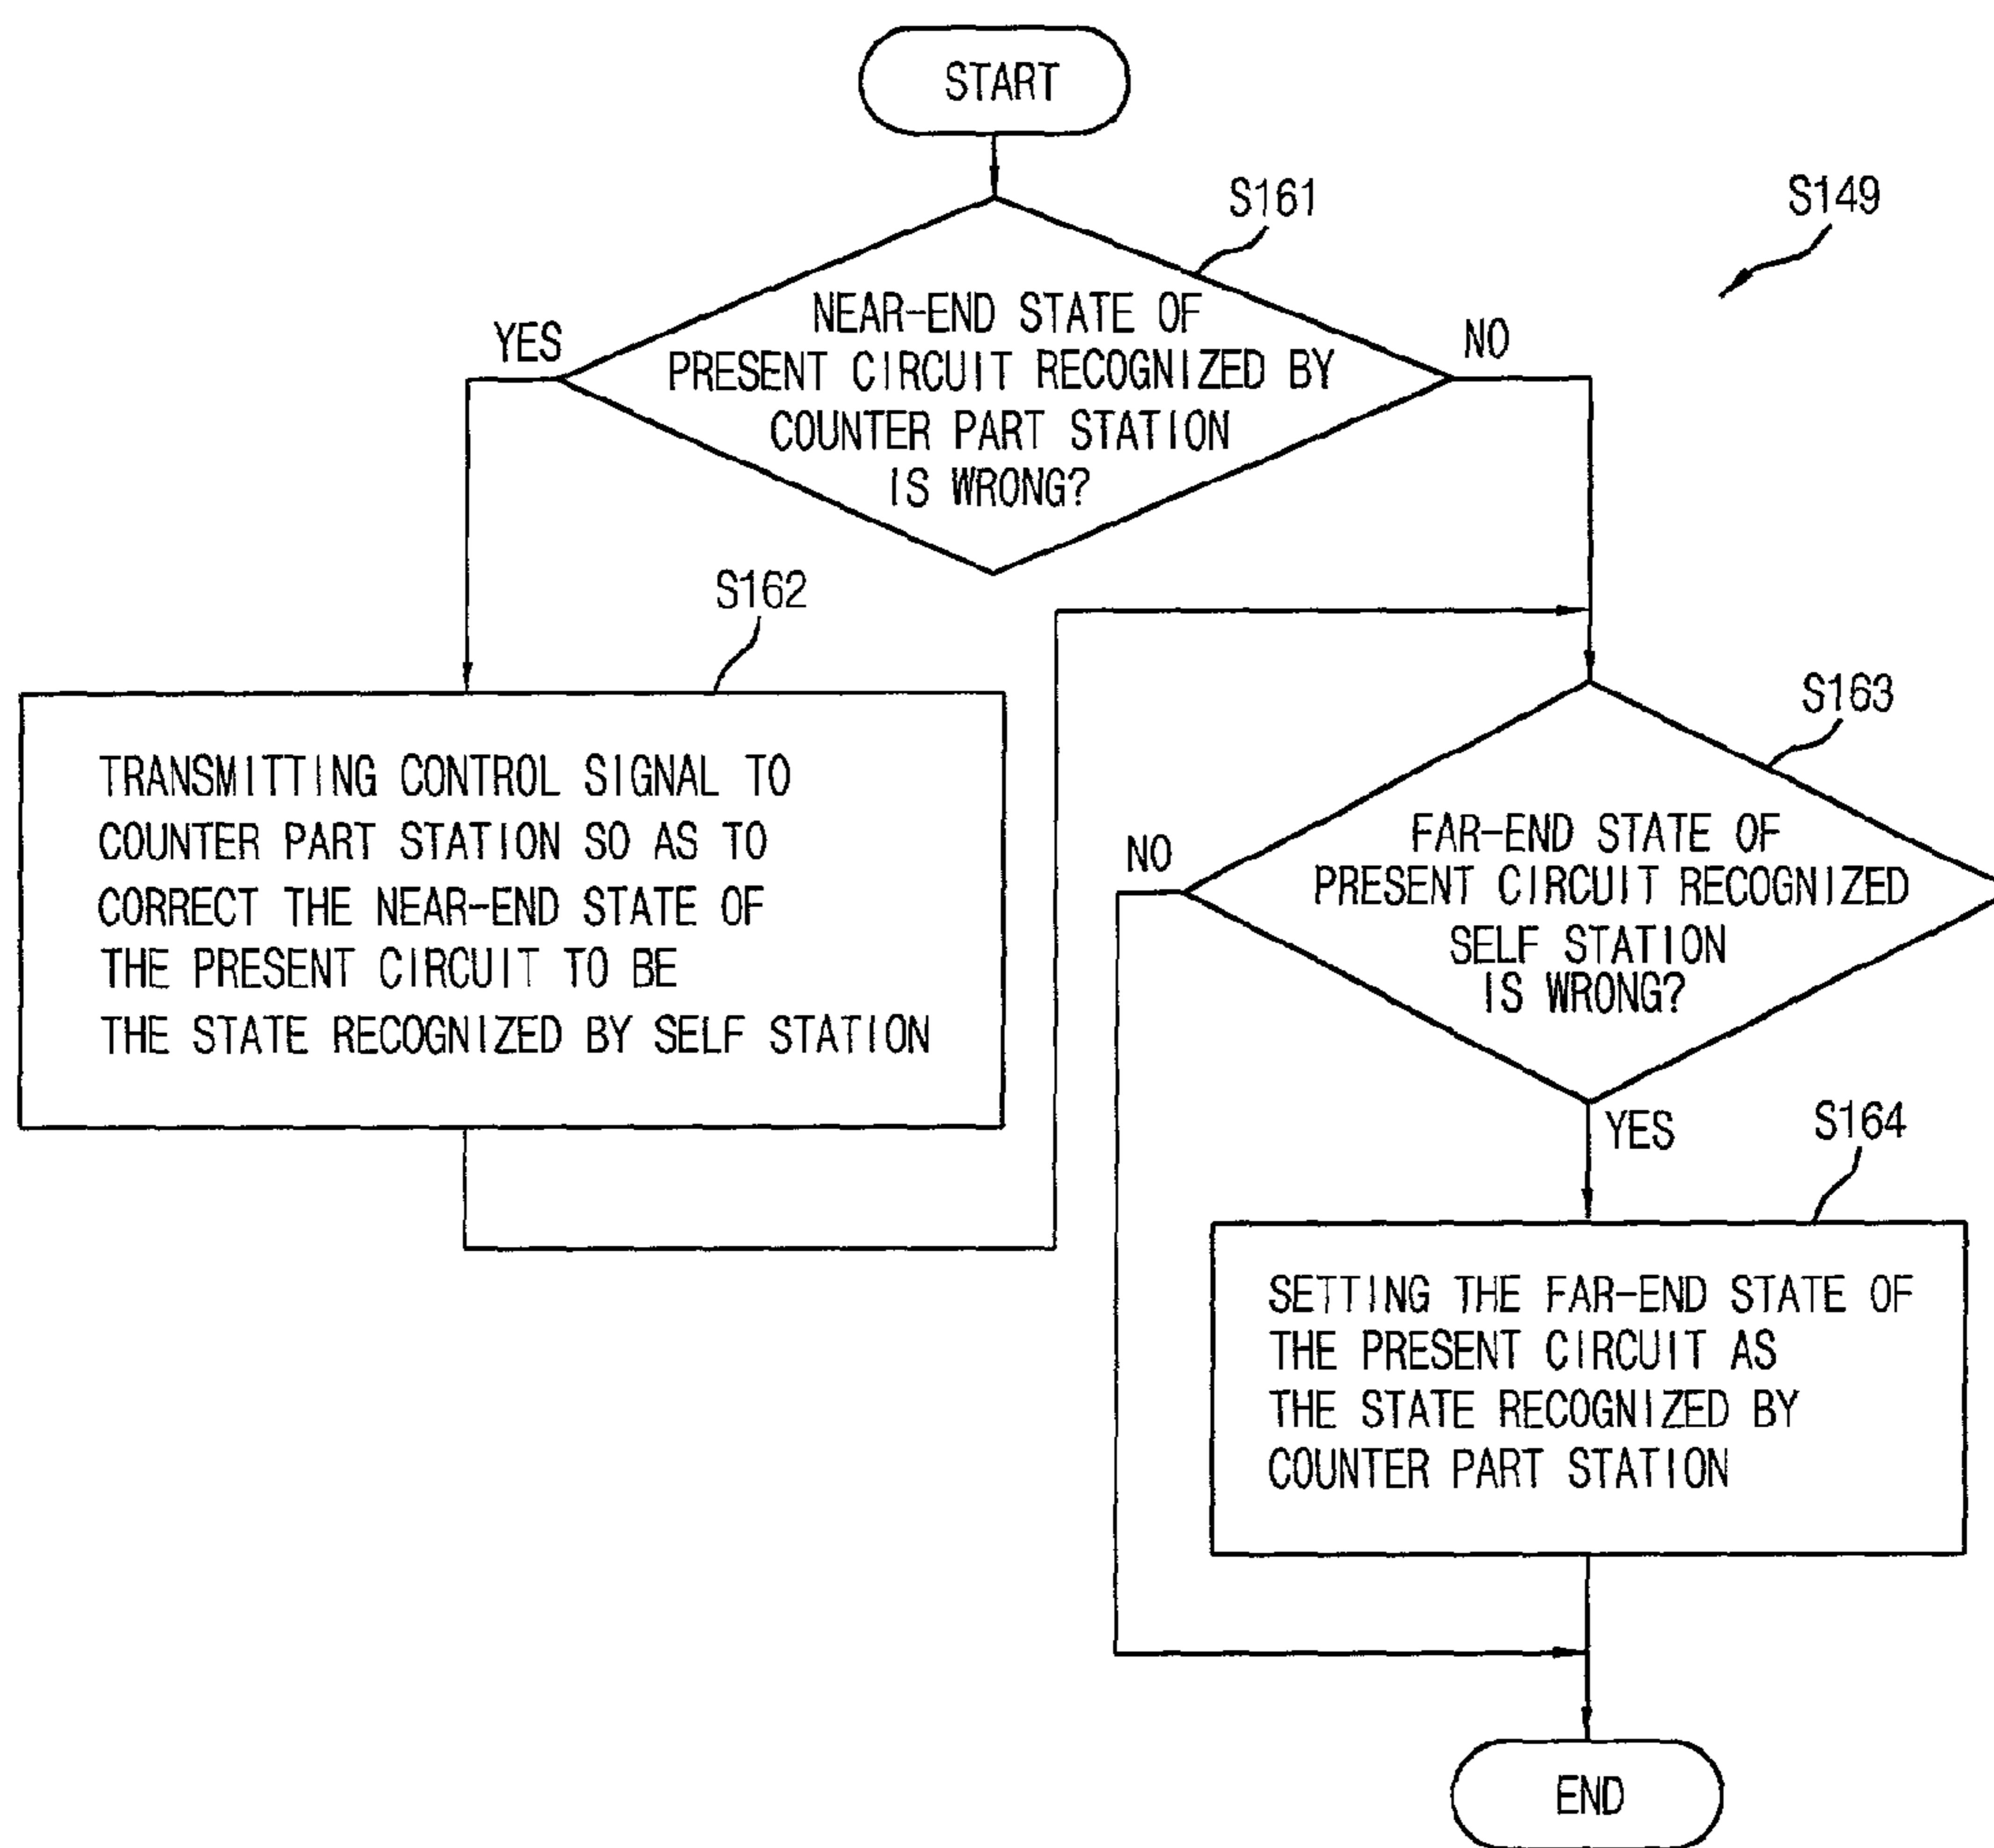 START
S161
S149
NEAR-END STATE OF
PRESENT CIRCUIT RECOGNIZED BY
COUNTER PART STATION
IS WRONG?
YES
NO
S162
TRANSMITTING CONTROL SIGNAL TO
COUNTER PART STATION SO AS TO
CORRECT THE NEAR-END STATE OF
THE PRESENT CIRCUIT TO BE
THE STATE RECOGNIZED BY SELF STATION
S163
FAR-END STATE OF
PRESENT CIRCUIT RECOGNIZED
SELF STATION
IS WRONG?
NO
YES
S164
SETTING THE FAR-END STATE OF
THE PRESENT CIRCUIT AS
THE STATE RECOGNIZED BY
COUNTER PART STATION
END